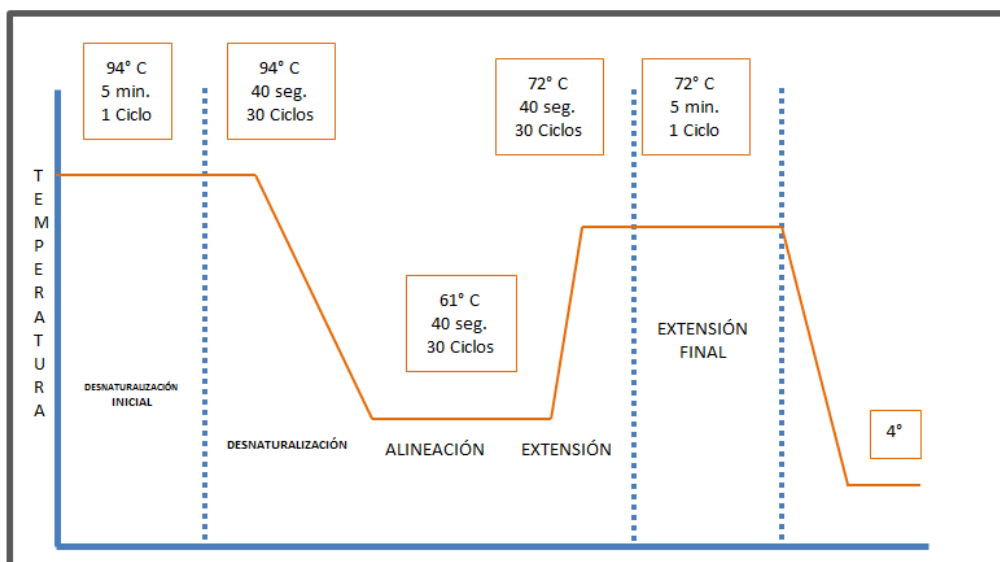 94° C
5 min.
1 Ciclo
94° C
40 seg.
30 Ciclos
72° C
40 seg.
30 Ciclos
72° C
5 min.
1 Ciclo
TEMPERATURA
61° C
40 seg.
30 Ciclos
EXTENSIÓN
FINAL
DESNATURALIZACIÓN
INICIAL
DESNATURALIZACIÓN
ALINEACIÓN
EXTENSIÓN
4°